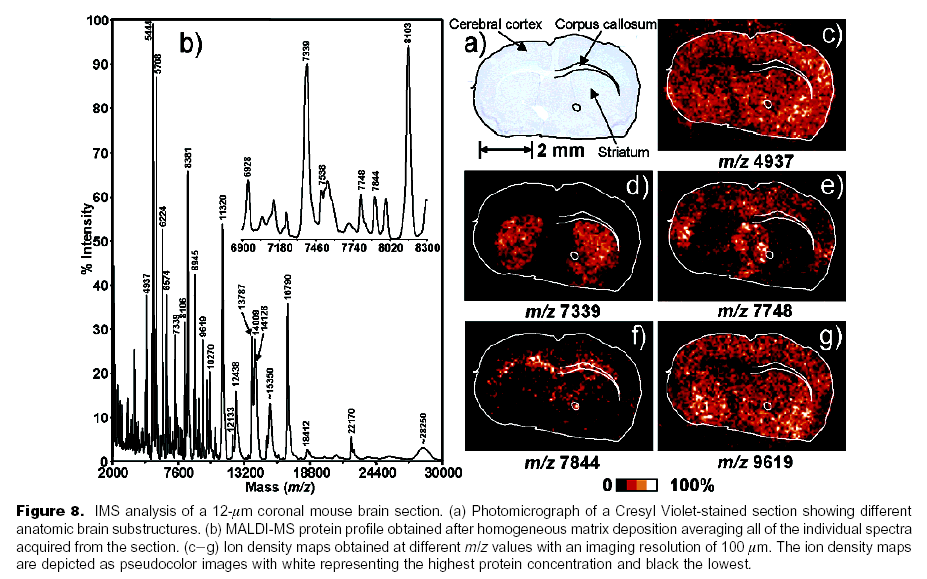 b)
% Intensity
100
90
80
70
60
50
40
30
20
10
0
2000 7600 13200 18800 24400 30000
Mass (m/z)
4937
5708
6224
6574
7339
8106
8381
8945
9619
10270
11320
12133
12438
13787
14009
14126
~15350
16790
18412
22170
~28250
6928
7339
7538
7748
7844
8103
6900 7180 7460 7740 8020 8300
a)
Cerebral cortex
Corpus callosum
2 mm
Striatum
c)
m/z 4937
d)
m/z 7339
e)
m/z 7748
f)
m/z 7844
g)
m/z 9619
0 100%
Figure 8. IMS analysis of a 12-μm coronal mouse brain section. (a) Photomicrograph of a Cresyl Violet-stained section showing different
anatomic brain substructures. (b) MALDI-MS protein profile obtained after homogeneous matrix deposition averaging all of the individual spectra
acquired from the section. (c−g) Ion density maps obtained at different m/z values with an imaging resolution of 100 μm. The ion density maps
are depicted as pseudocolor images with white representing the highest protein concentration and black the lowest.